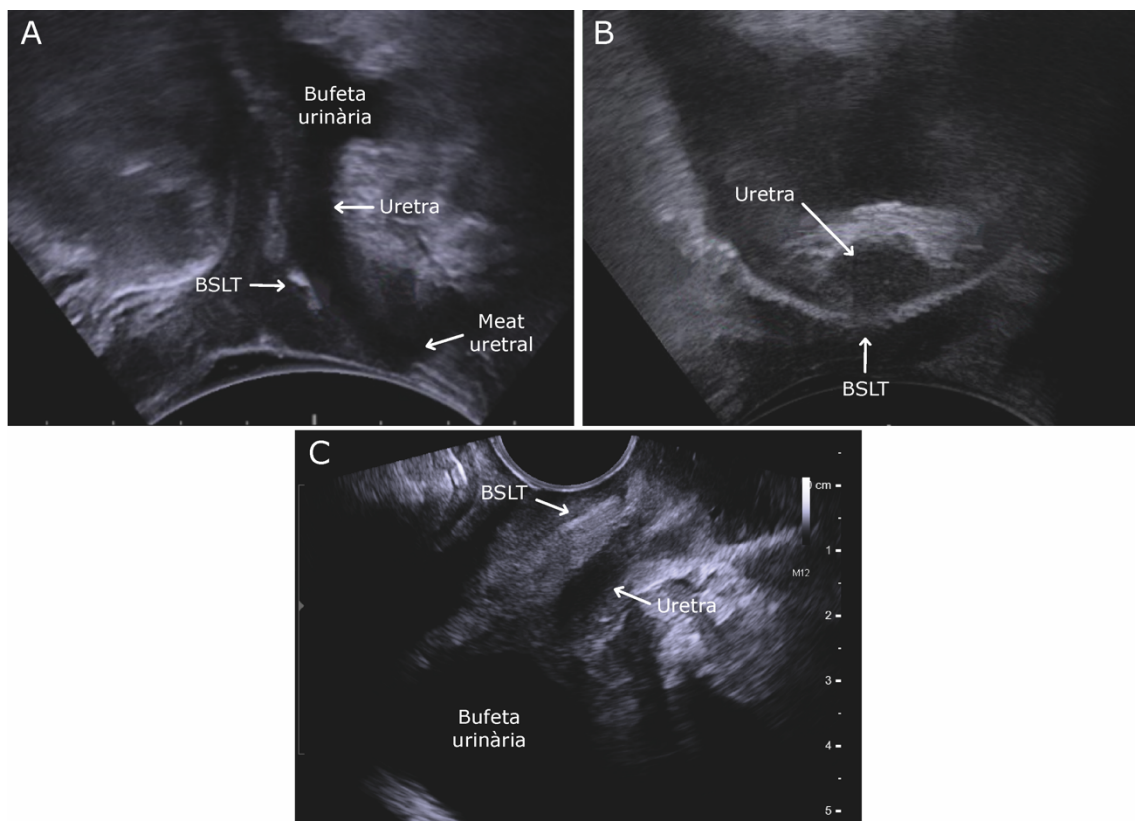 A
Bufeta
urinària
Uretra
BSLT
Meat
uretral
B
Uretra
BSLT
C
BSLT
Uretra
Bufeta
urinària
cm
1
M12
2
3
4
5